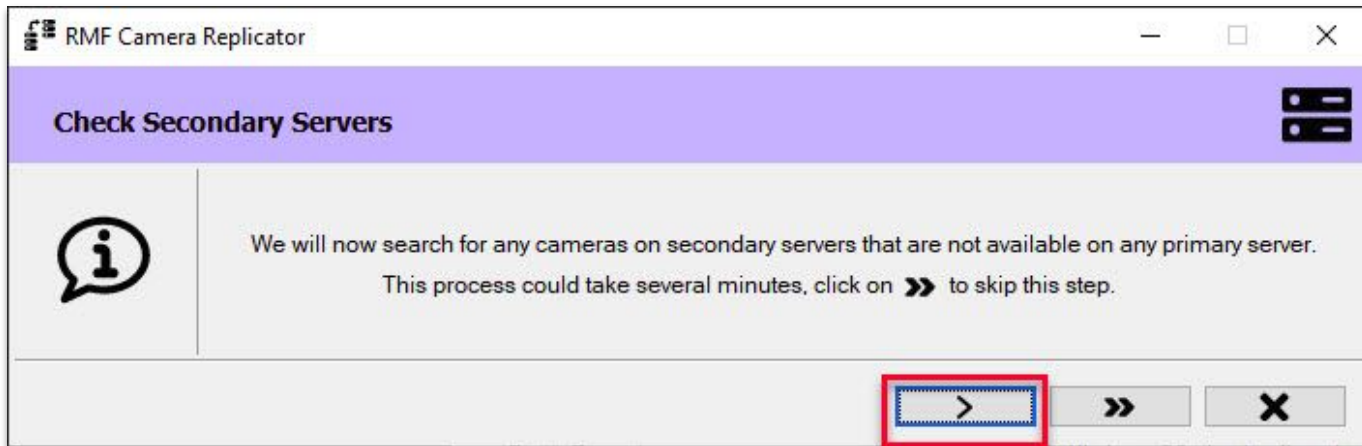 RMF Camera Replicator
Check Secondary Servers
We will now search for any cameras on secondary servers that are not available on any primary server.
This process could take several minutes, click on » to skip this step.
>
»